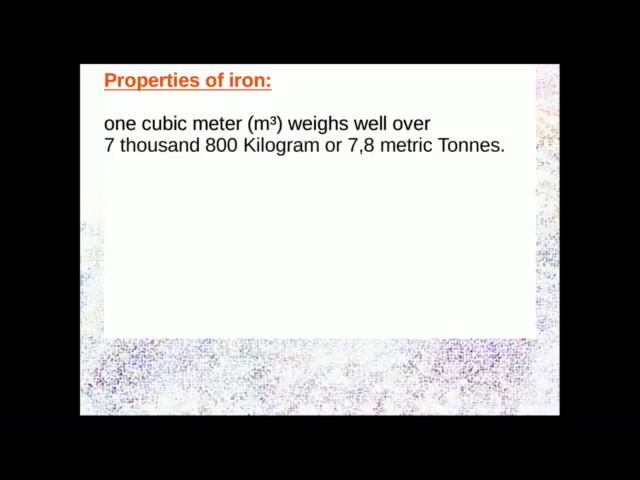 Properties of iron:
one cubic meter (m³) weighs well over
7 thousand 800 Kilogram or 7,8 metric Tonnes.